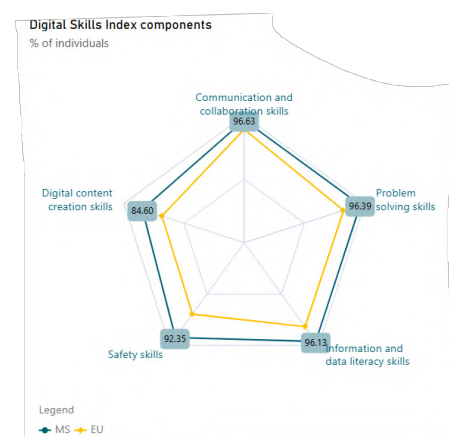 Digital Skills Index components
% of individuals
Communication and
collaboration skills
96.63
Digital content
creation skills
84.60
Problem
solving skills
96.39
Safety skills
92.35
96.13
Information and
data literacy skills
Legend
MS EU